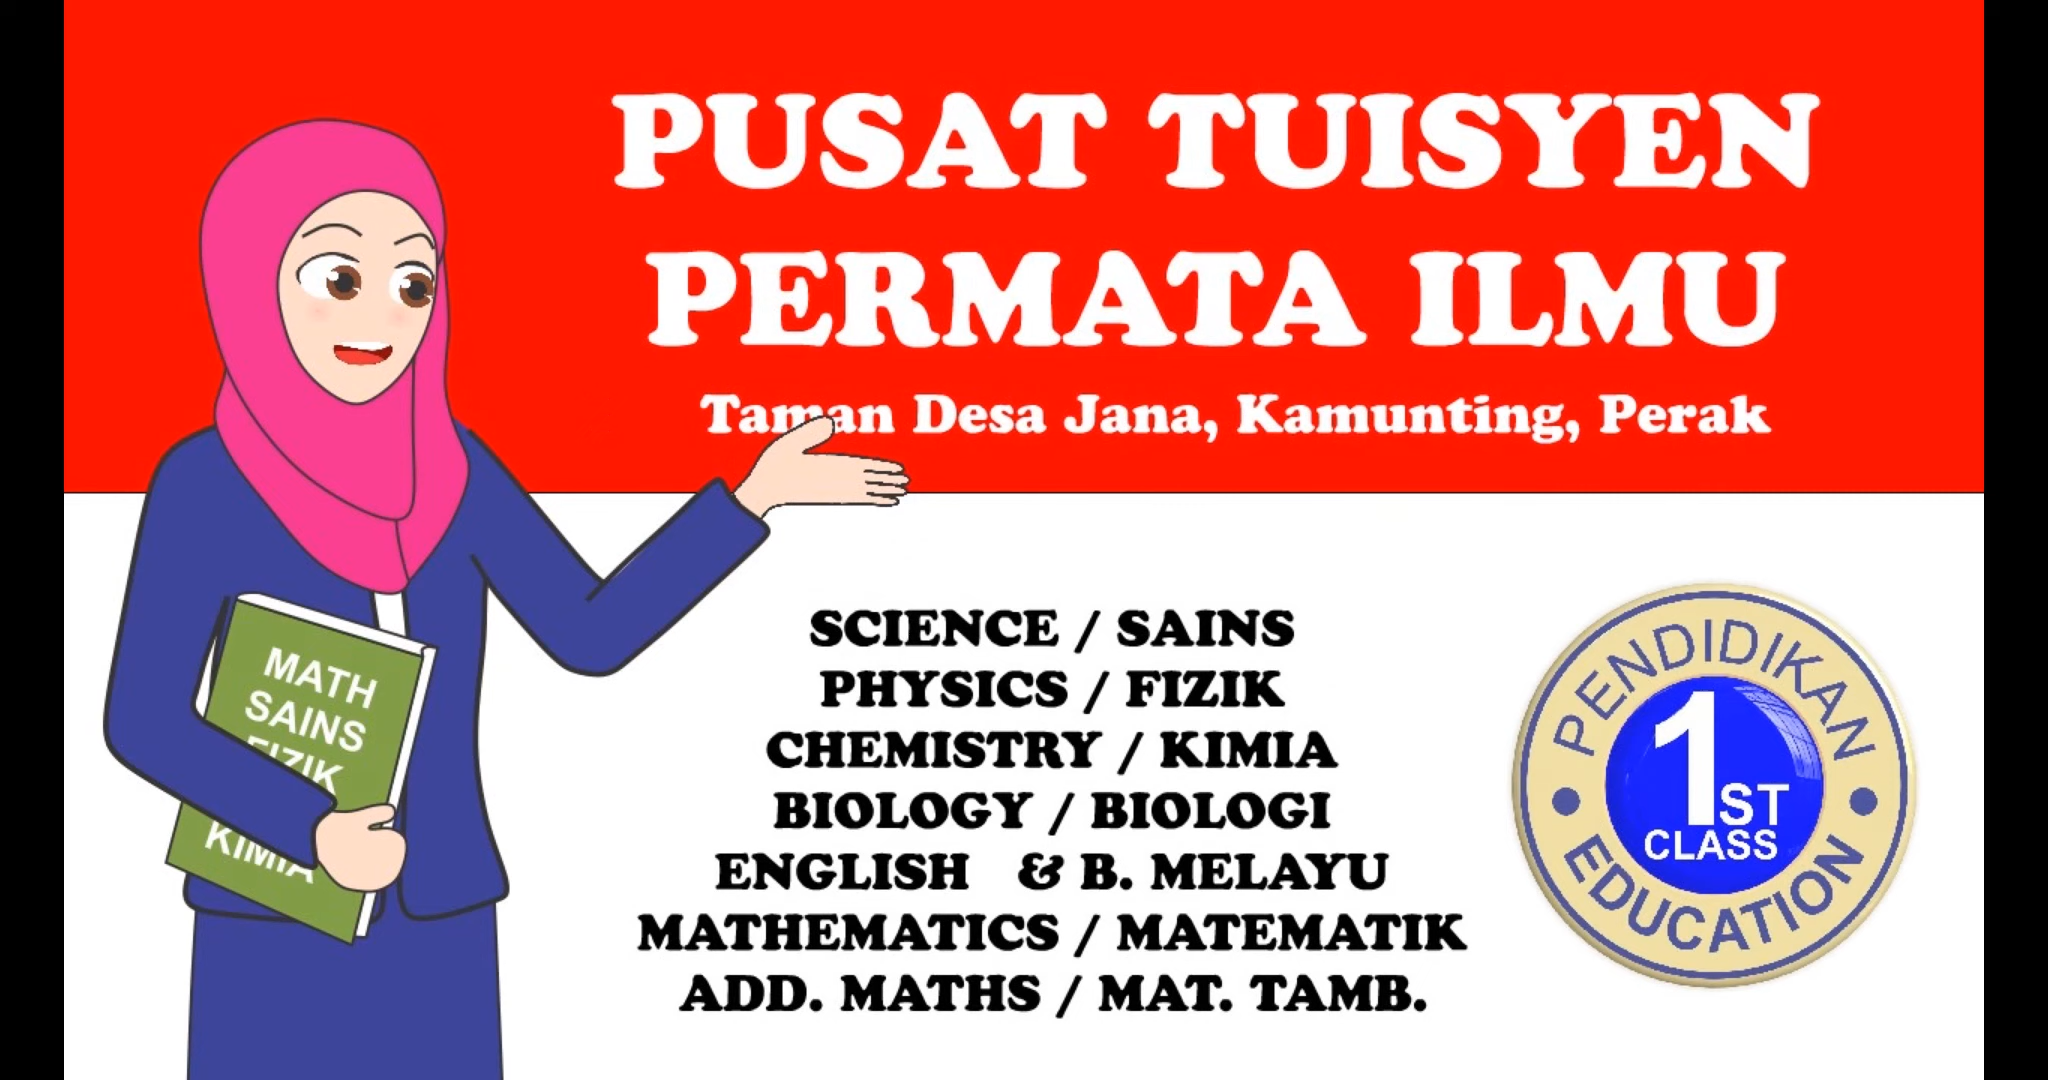 PUSAT TUISYEN
PERMATA ILMU
Taman Desa Jana, Kamunting, Perak
MATH
SAINS
FIZIK
KIMIA
SCIENCE / SAINS
PHYSICS / FIZIK
CHEMISTRY / KIMIA
BIOLOGY / BIOLOGI
ENGLISH & B. MELAYU
MATHEMATICS / MATEMATIK
ADD. MATHS / MAT. TAMB.
PENDIDIKAN
1ST
CLASS
EDUCATION